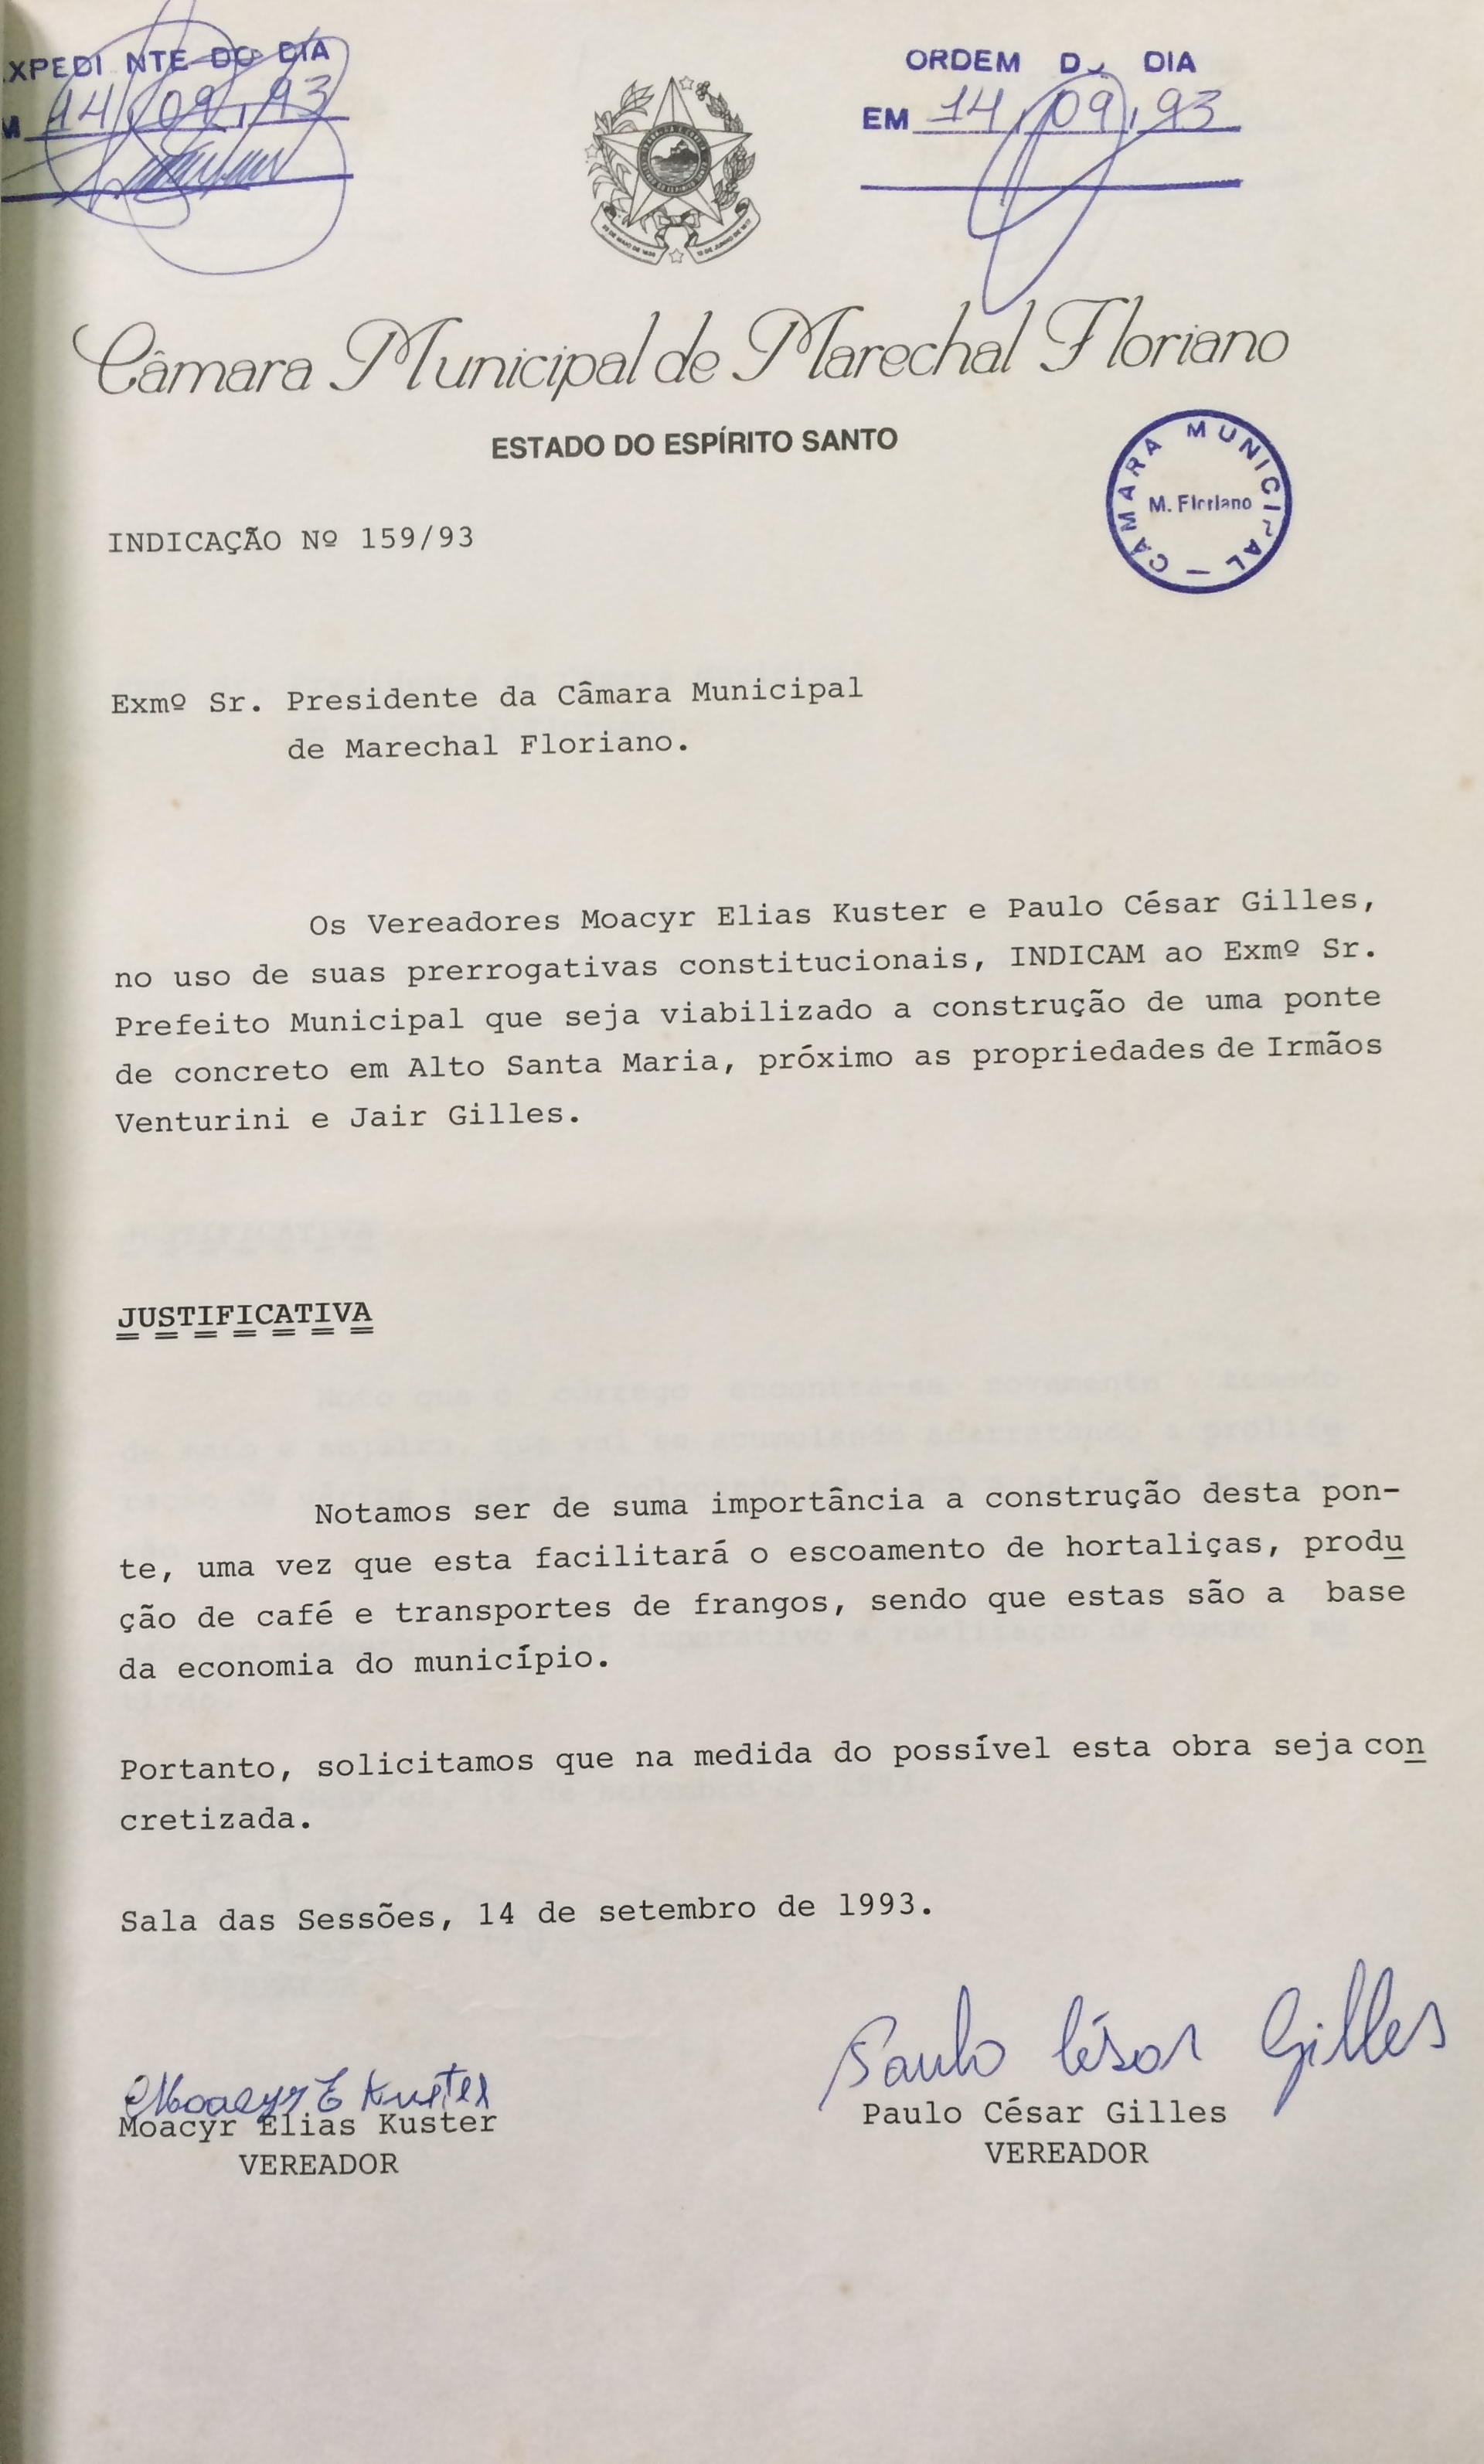 XPEDI NTE DO DIA
M 14/09/93
ORDEM D DIA
EM 14/09/93
Câmara Municipal de Marechal Floriano
ESTADO DO ESPÍRITO SANTO
CÂMARA MUNICIPAL
M. Floriano
INDICAÇÃO Nº 159/93
Exmº Sr. Presidente da Câmara Municipal
de Marechal Floriano.
Os Vereadores Moacyr Elias Kuster e Paulo César Gilles,
no uso de suas prerrogativas constitucionais, INDICAM ao Exmº Sr.
Prefeito Municipal que seja viabilizado a construção de uma ponte
de concreto em Alto Santa Maria, próximo as propriedades de Irmãos
Venturini e Jair Gilles.
JUSTIFICATIVA
Notamos ser de suma importância a construção desta pon-
te, uma vez que esta facilitará o escoamento de hortaliças, produ
ção de café e transportes de frangos, sendo que estas são a base
da economia do município.
Portanto, solicitamos que na medida do possível esta obra seja con
cretizada.
Sala das Sessões, 14 de setembro de 1993.
Moacyr E Kuster
Moacyr Elias Kuster
VEREADOR
Paulo César Gilles
Paulo César Gilles
VEREADOR